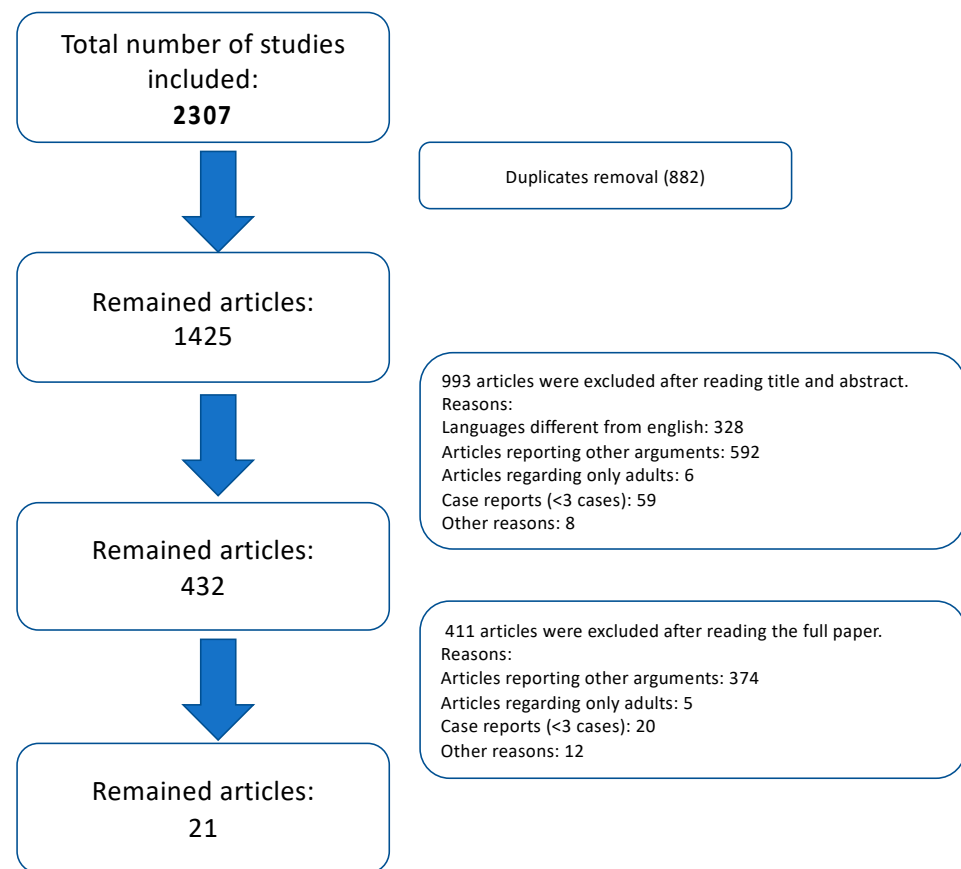 Total number of studies
included:
2307
Duplicates removal (882)
Remained articles:
1425
993 articles were excluded after reading title and abstract.
Reasons:
Languages different from english: 328
Articles reporting other arguments: 592
Articles regarding only adults: 6
Case reports (<3 cases): 59
Other reasons: 8
Remained articles:
432
411 articles were excluded after reading the full paper.
Reasons:
Articles reporting other arguments: 374
Articles regarding only adults: 5
Case reports (<3 cases): 20
Other reasons: 12
Remained articles:
21